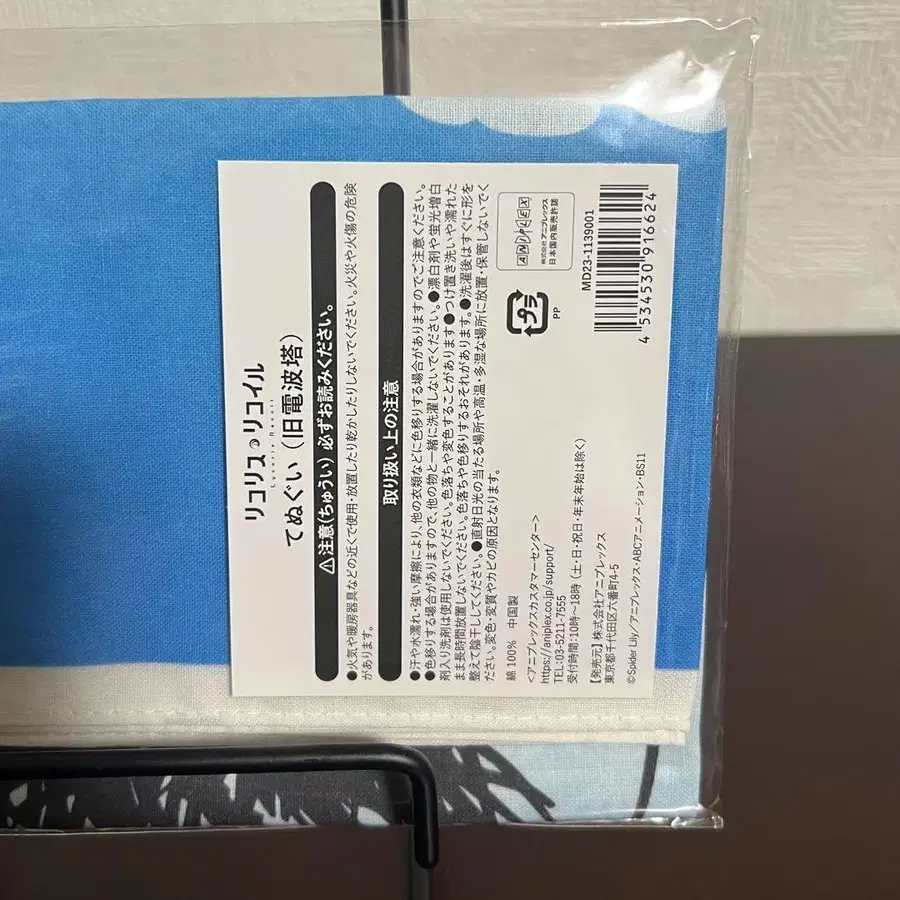 リコリス・リコイル
Lycoris Recoil
てぬぐい（旧電波塔）
⚠注意（ちゅうい）必ずお読みください。
●火気や暖房器具などの近くで使用・放置したり乾かしたりしないでください。火災や火傷の危険
があります。
取り扱い上の注意
●汗や水濡れ・強い摩擦により、他の衣類などに色移りする場合がありますのでご注意ください。
●色移りする場合がありますので、他の物と一緒に洗濯しないでください。●漂白剤や蛍光増白
剤入り洗剤は使用しないでください。色落ちや変色することがあります●つけ置き洗いや濡れた
まま長時間放置しないでください。色落ちや色移りするおそれがあります。●洗濯後はすぐに形を
整えて陰干ししてください。●直射日光の当たる場所や高温・多湿な場所に放置・保管しないでく
ださい。変色・変質やカビの原因となります。
綿 100% 中国製
<アニプレックスカスタマーセンター>
https://aniplex.co.jp/support/
TEL:03-5211-7555
受付時間：10時～18時（土・日・祝日・年末年始は除く）
【発売元】株式会社アニプレックス
東京都千代田区六番町4-5
©Spider Lily/アニプレックス・ABCアニメーション・BS11
ANIPLEX
株式会社 アニプレックス
日本国内販売許諾
プラ
PP
MD23-1139001
4 534530 916624